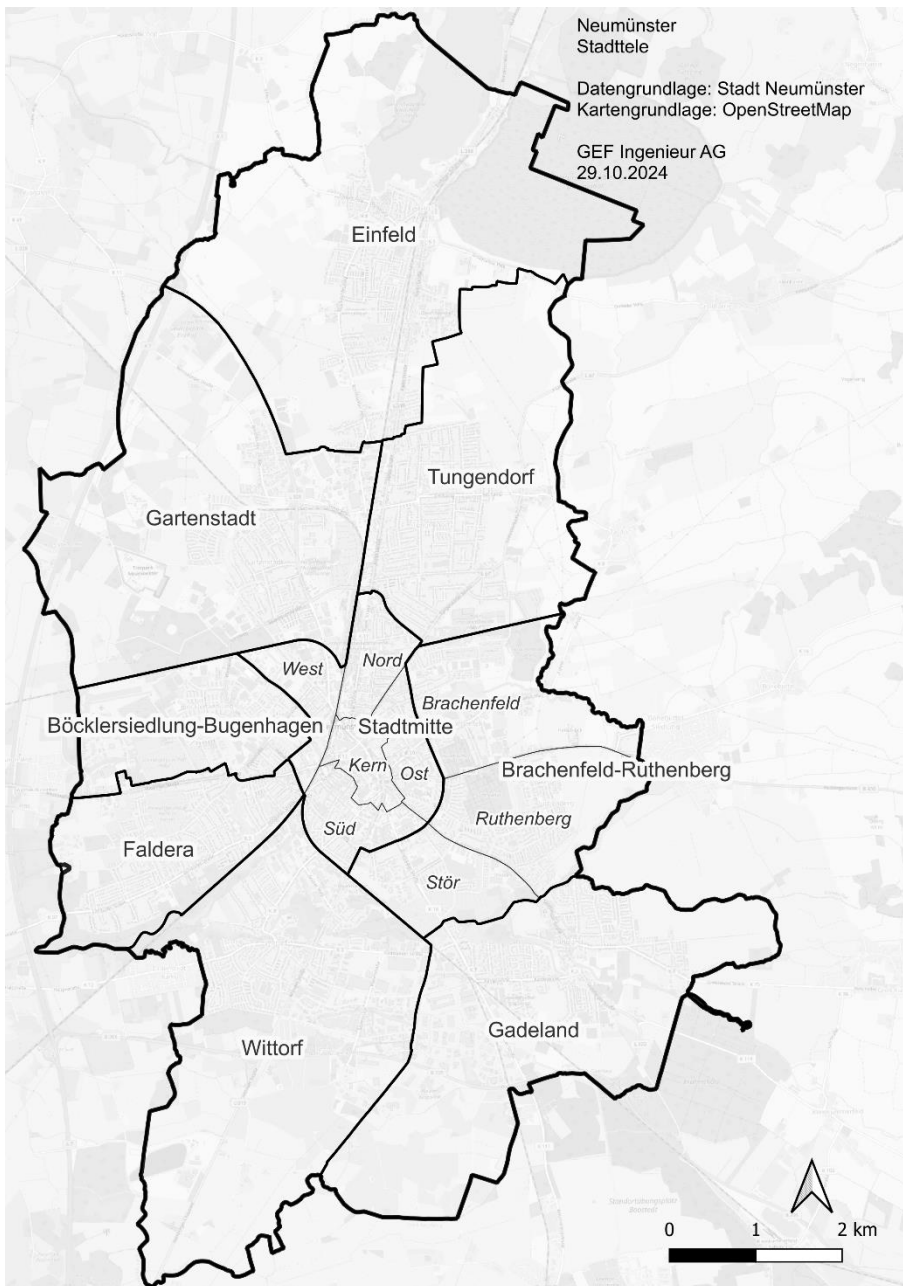 Neumünster
Stadttele
Datengrundlage: Stadt Neumünster
Kartengrundlage: OpenStreetMap
GEF Ingenieur AG
29.10.2024
Einfeld
Tungendorf
Gartenstadt
West
Nord
Brachenfeld
Böcklersiedlung-Bugenhagen
Stadtmitte
Kern
Ost
Brachenfeld-Ruthenberg
Süd
Ruthenberg
Faldera
Stör
Gadeland
Wittorf
0 1 2 km